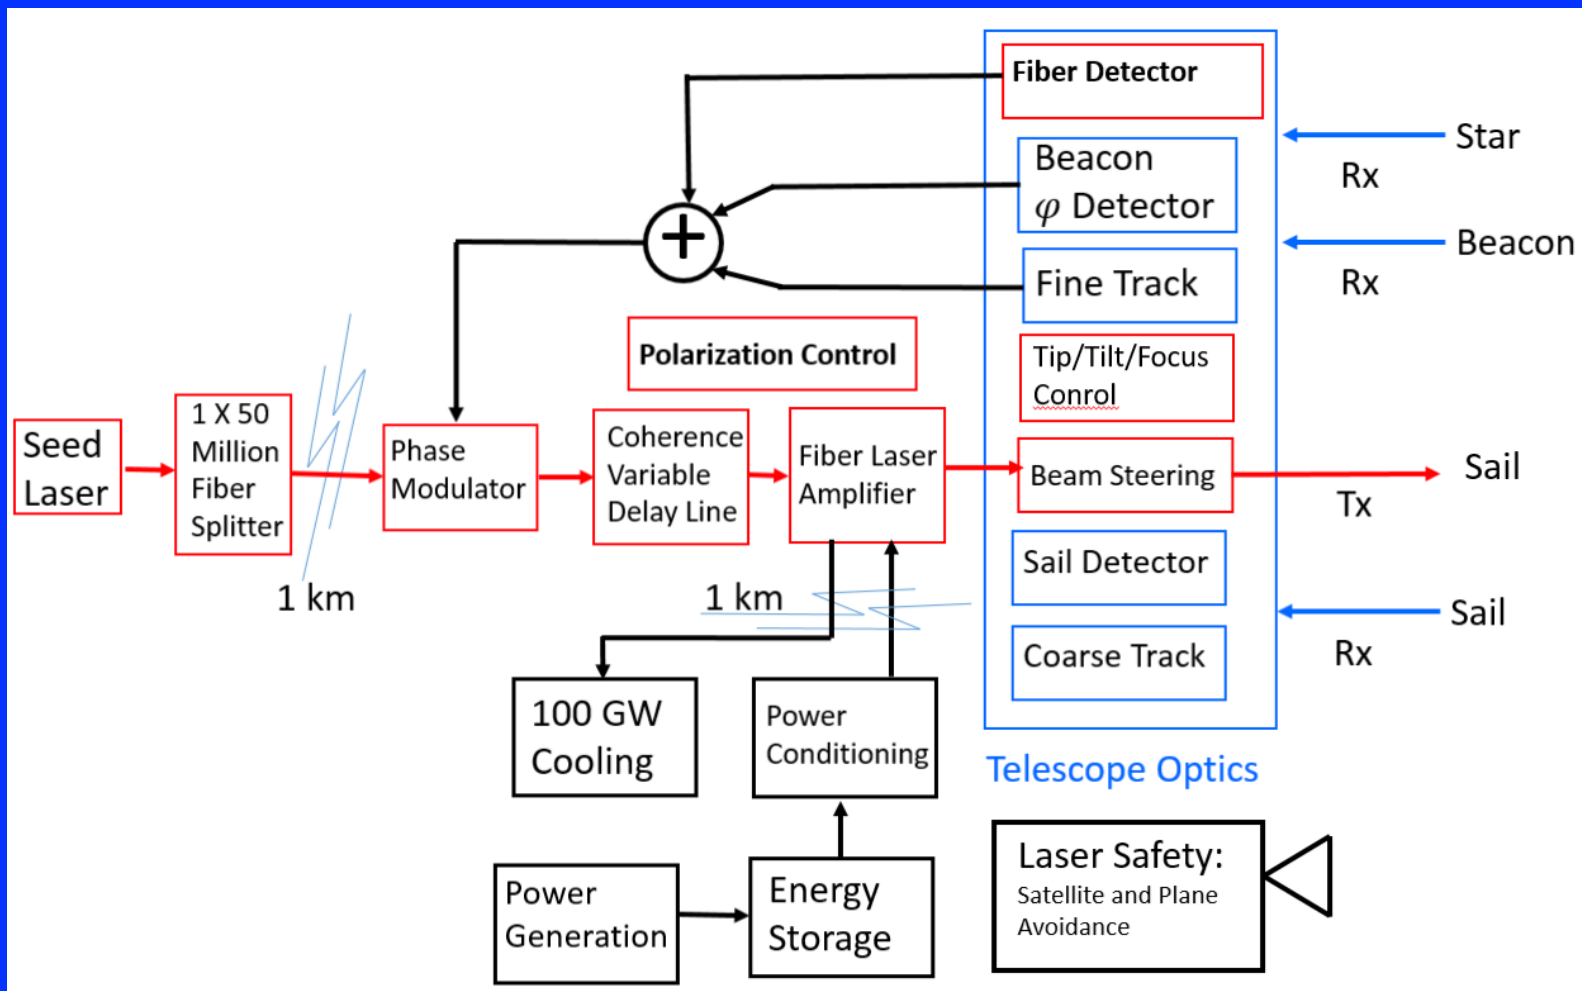 Fiber Detector
Star
Rx
Beacon
φ Detector
Beacon
Rx
+
Fine Track
Polarization Control
Tip/Tilt/Focus
Conrol
Seed
Laser
1 X 50
Million
Fiber
Splitter
1 km
Phase
Modulator
Coherence
Variable
Delay Line
Fiber Laser
Amplifier
Beam Steering
Sail
Tx
Sail Detector
Sail
Rx
Coarse Track
1 km
100 GW
Cooling
Power
Conditioning
Telescope Optics
Power
Generation
Energy
Storage
Laser Safety:
Satellite and Plane
Avoidance